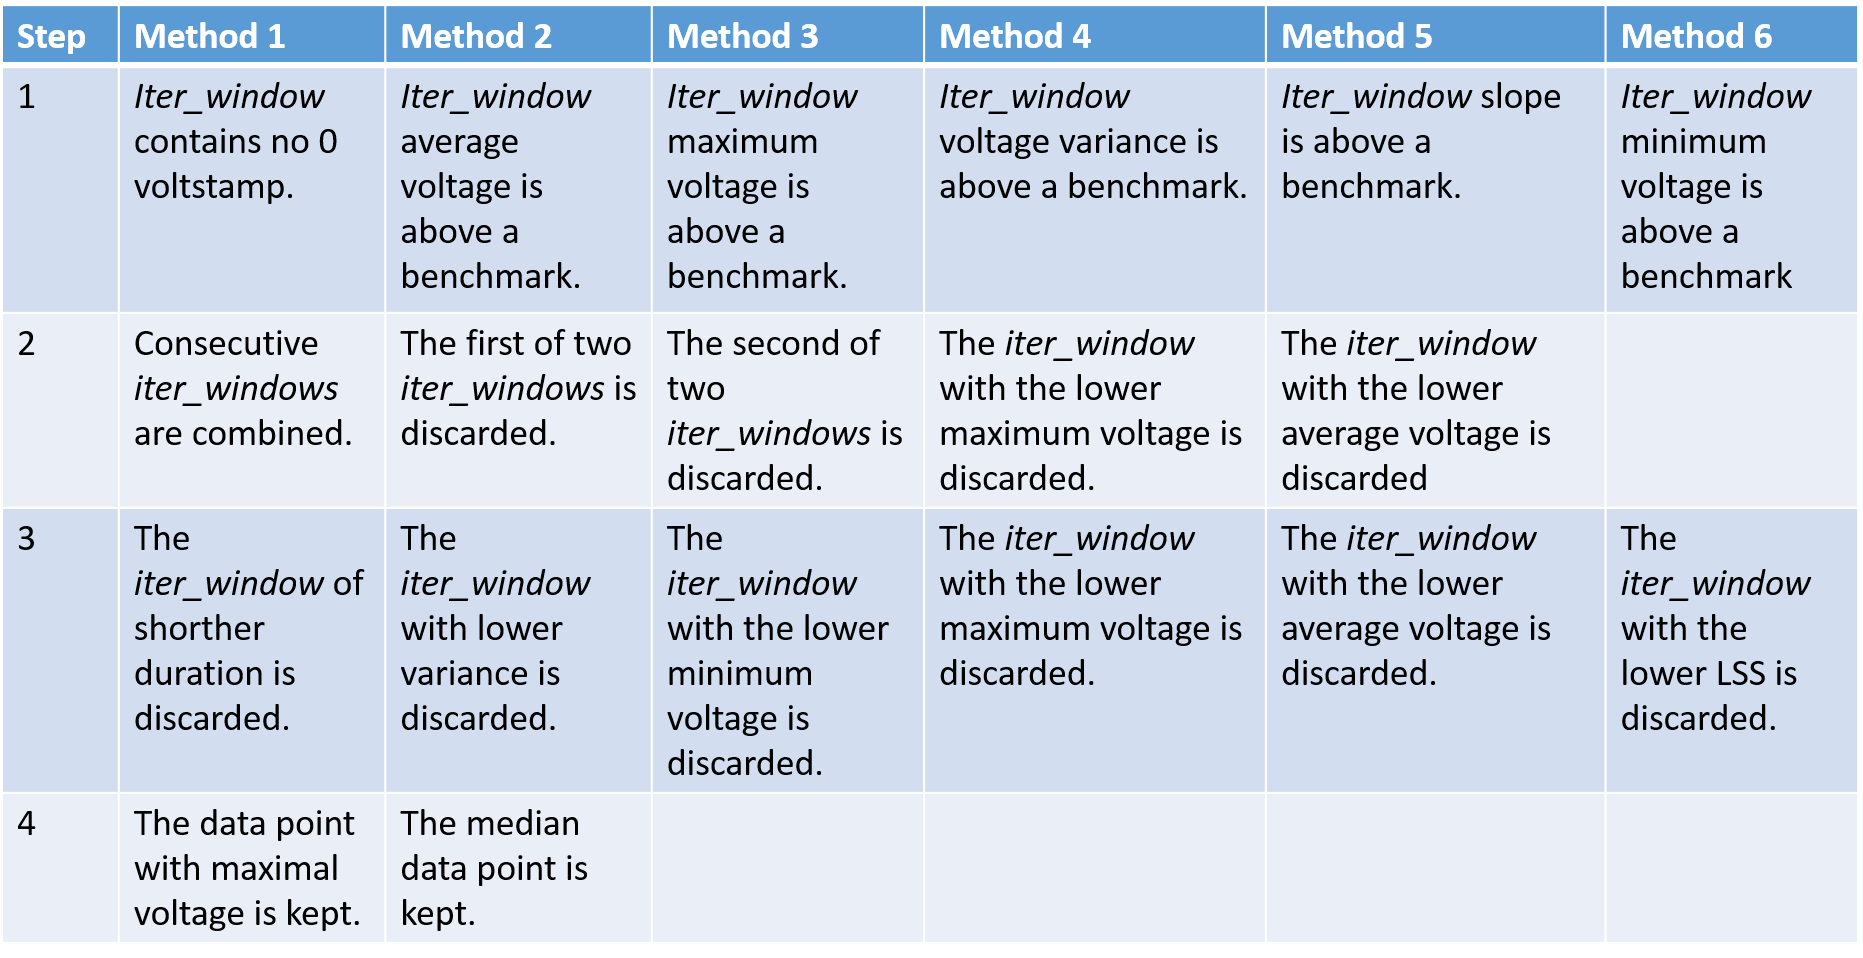 Step Method 1 Method 2 Method 3 Method 4 Method 5 Method 6
1
Iter_window
contains no 0
voltstamp.
Iter_window
average
voltage is
above a
benchmark.
Iter_window
maximum
voltage is
above a
benchmark.
Iter_window
voltage variance is
above a benchmark.
Iter_window slope
is above a
benchmark.
Iter_window
minimum
voltage is
above a
benchmark
2
Consecutive
iter_windows
are combined.
The first of two
iter_windows is
discarded.
The second of
two
iter_windows is
discarded.
The iter_window
with the lower
maximum voltage is
discarded.
The iter_window
with the lower
average voltage is
discarded
3
The
iter_window of
shorther
duration is
discarded.
The
iter_window
with lower
variance is
discarded.
The
iter_window
with the lower
minimum
voltage is
discarded.
The iter_window
with the lower
maximum voltage is
discarded.
The iter_window
with the lower
average voltage is
discarded.
The
iter_window
with the
lower LSS is
discarded.
4
The data point
with maximal
voltage is kept.
The median
data point is
kept.